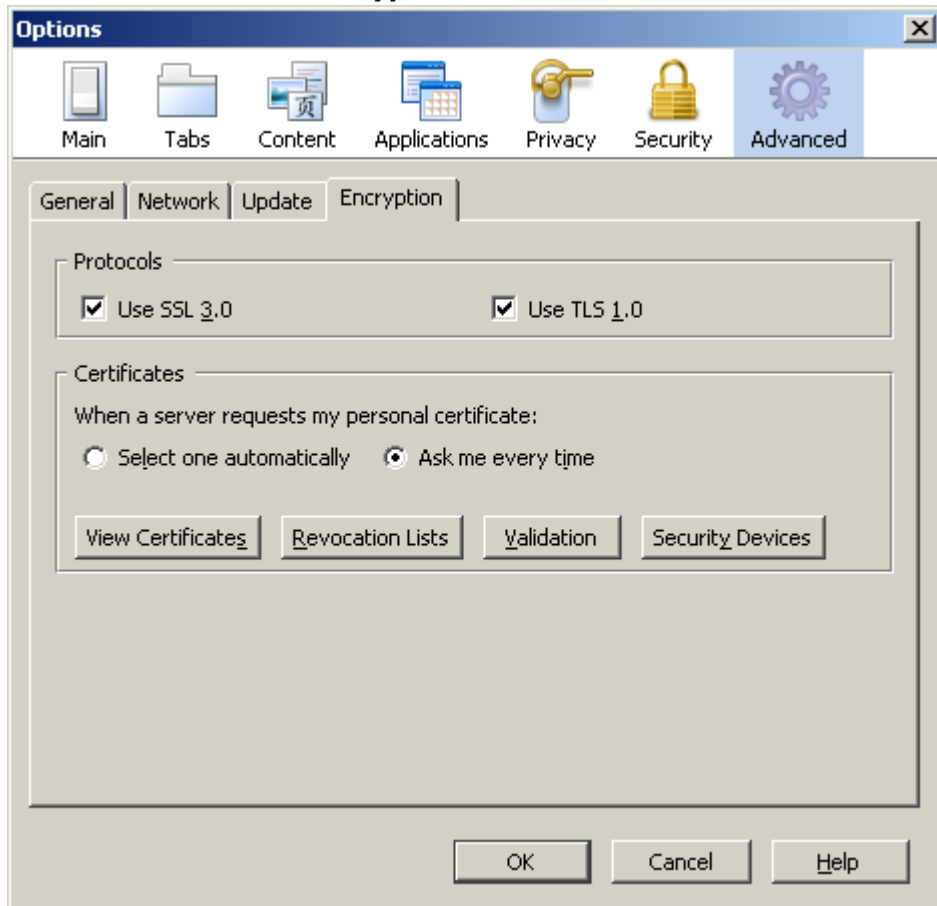 Options
页
Main Tabs Content Applications Privacy Security Advanced
General Network Update Encryption
Protocols
Use SSL 3.0 Use TLS 1.0
Certificates
When a server requests my personal certificate:
Select one automatically Ask me every time
View Certificates Revocation Lists Validation Security Devices
OK Cancel Help